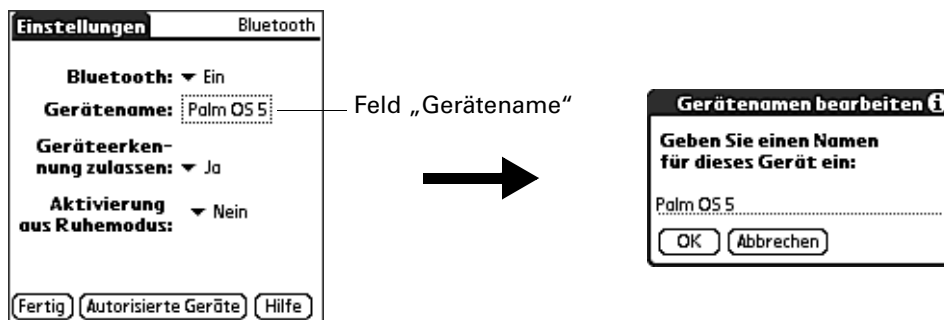 Einstellungen Bluetooth
Bluetooth: Ein
Gerätename: Palm OS 5
Geräteerken-
nung zulassen: Ja
Aktivierung
aus Ruhemodus: Nein
Fertig Autorisierte Geräte Hilfe
Feld „Gerätename“
Gerätenamen bearbeiten i
Geben Sie einen Namen
für dieses Gerät ein:
Palm OS 5
OK Abbrechen